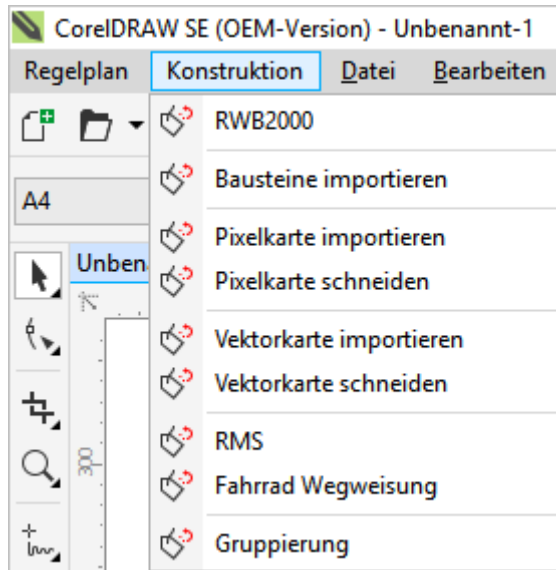 CorelDRAW SE (OEM-Version) - Unbenannt-1
Regelplan Konstruktion Datei Bearbeiten
RWB2000
Bausteine importieren
A4
Pixelkarte importieren
Unben
Pixelkarte schneiden
Vektorkarte importieren
Vektorkarte schneiden
RMS
300
Fahrrad Wegweisung
Gruppierung